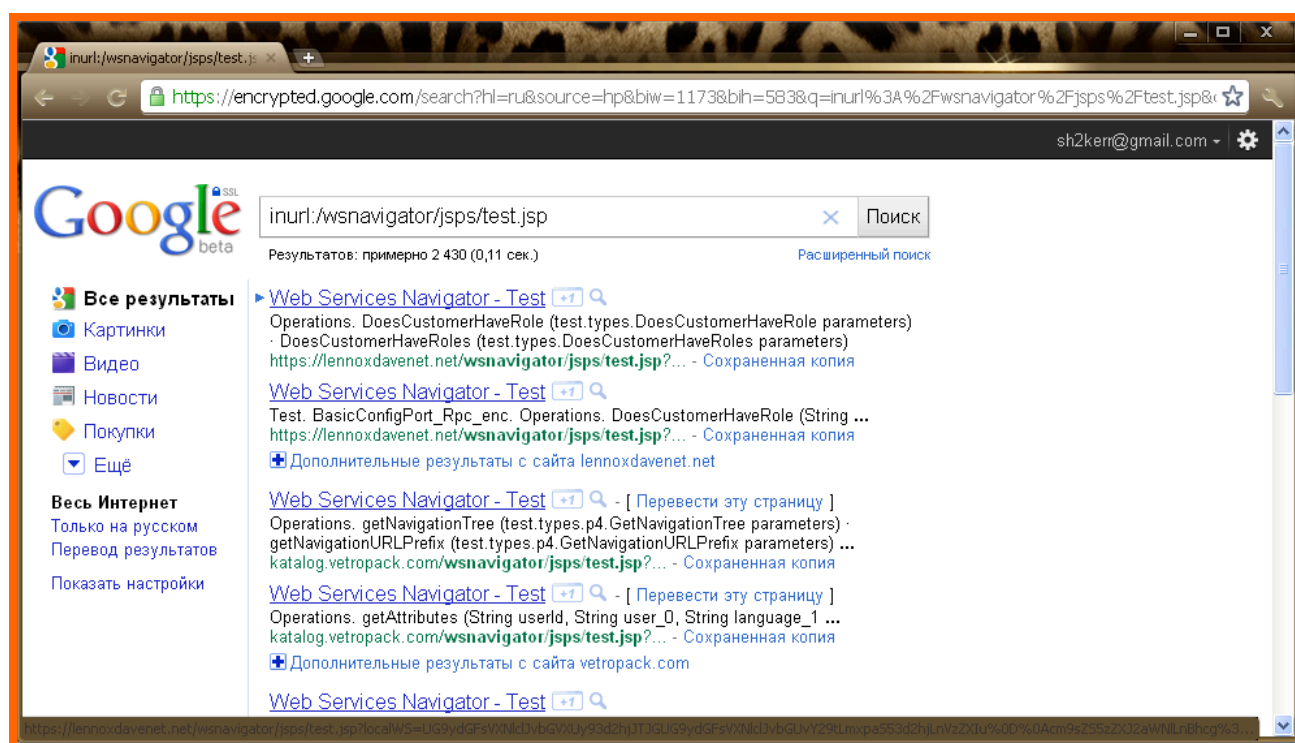 inurl:/wsnavigator/jsps/test.js
https://encrypted.google.com/search?hl=ru&source=hp&biw=1173&bih=583&q=inurl%3A%2Fwsnavigator%2Fjsps%2Ftest.jsp&
sh2kerr@gmail.com
Google
SSL
beta
inurl:/wsnavigator/jsps/test.jsp
Поиск
Результатов: примерно 2 430 (0,11 сек.)
Расширенный поиск
Все результаты
Картинки
Видео
Новости
Покупки
Ещё
Весь Интернет
Только на русском
Перевод результатов
Показать настройки
Web Services Navigator - Test +1
Operations. DoesCustomerHaveRole (test.types.DoesCustomerHaveRole parameters)
· DoesCustomerHaveRoles (test.types.DoesCustomerHaveRoles parameters)
https://lennoxdavenet.net/wsnavigator/jsps/test.jsp?... - Сохраненная копия
Web Services Navigator - Test +1
Test. BasicConfigPort_Rpc_enc. Operations. DoesCustomerHaveRole (String ...
https://lennoxdavenet.net/wsnavigator/jsps/test.jsp?... - Сохраненная копия
Дополнительные результаты с сайта lennoxdavenet.net
Web Services Navigator - Test +1 - [ Перевести эту страницу ]
Operations. getNavigationTree (test.types.p4.GetNavigationTree parameters) ·
getNavigationURLPrefix (test.types.p4.GetNavigationURLPrefix parameters) ...
katalog.vetropack.com/wsnavigator/jsps/test.jsp?... - Сохраненная копия
Web Services Navigator - Test +1 - [ Перевести эту страницу ]
Operations. getAttributes (String userId, String user_0, String language_1 ...
katalog.vetropack.com/wsnavigator/jsps/test.jsp?... - Сохраненная копия
Дополнительные результаты с сайта vetropack.com
Web Services Navigator - Test +1